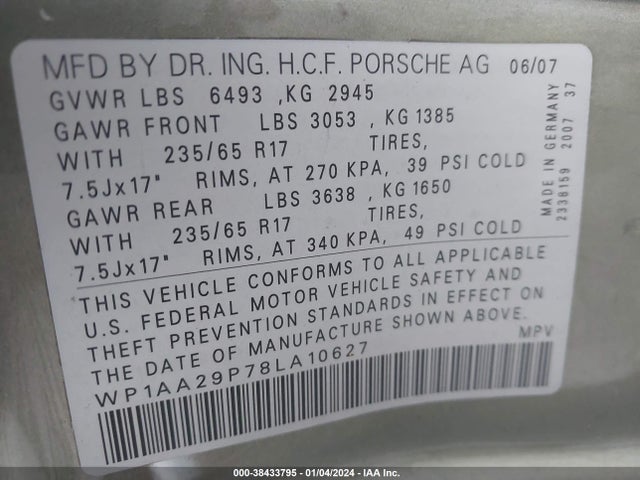 MFD BY DR. ING. H.C.F. PORSCHE AG 06/07
GVWR LBS 6493 ,KG 2945
GAWR FRONT LBS 3053 , KG 1385
WITH 235/65 R17 TIRES,
7.5Jx17" RIMS, AT 270 KPA, 39 PSI COLD
GAWR REAR LBS 3638 , KG 1650
WITH 235/65 R17 TIRES,
7.5Jx17" RIMS, AT 340 KPA, 49 PSI COLD
THIS VEHICLE CONFORMS TO ALL APPLICABLE
U.S. FEDERAL MOTOR VEHICLE SAFETY AND
THEFT PREVENTION STANDARDS IN EFFECT ON
THE DATE OF MANUFACTURE SHOWN ABOVE.
WP1AA29P78LA10627 MPV
MADE IN GERMANY
2338159 2007 37
000-38433795 - 01/04/2024 - IAA Inc.